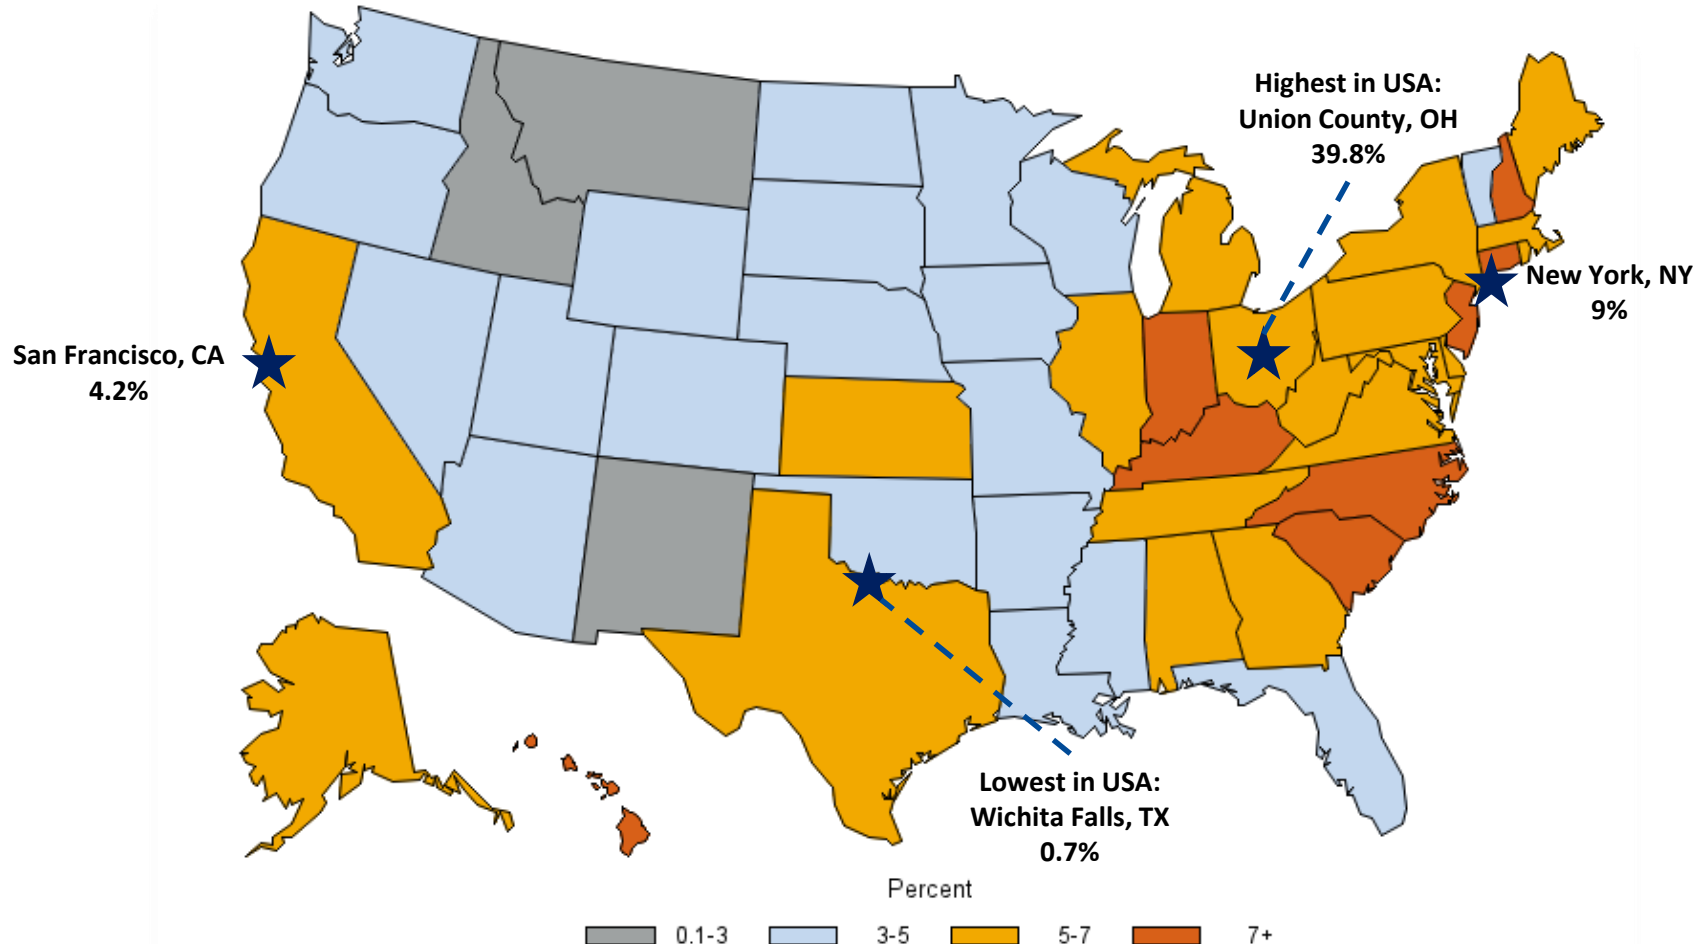 Highest in USA:
Union County, OH
39.8%
New York, NY
9%
San Francisco, CA
4.2%
Lowest in USA:
Wichita Falls, TX
0.7%
Percent
0.1-3 3-5 5-7 7+